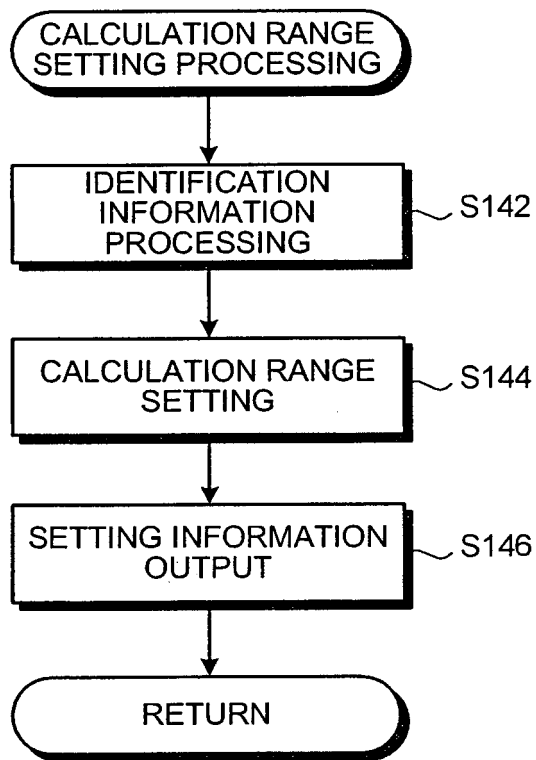 CALCULATION RANGE
SETTING PROCESSING
IDENTIFICATION
INFORMATION
PROCESSING
S142
CALCULATION RANGE
SETTING
S144
SETTING INFORMATION
OUTPUT
S146
RETURN